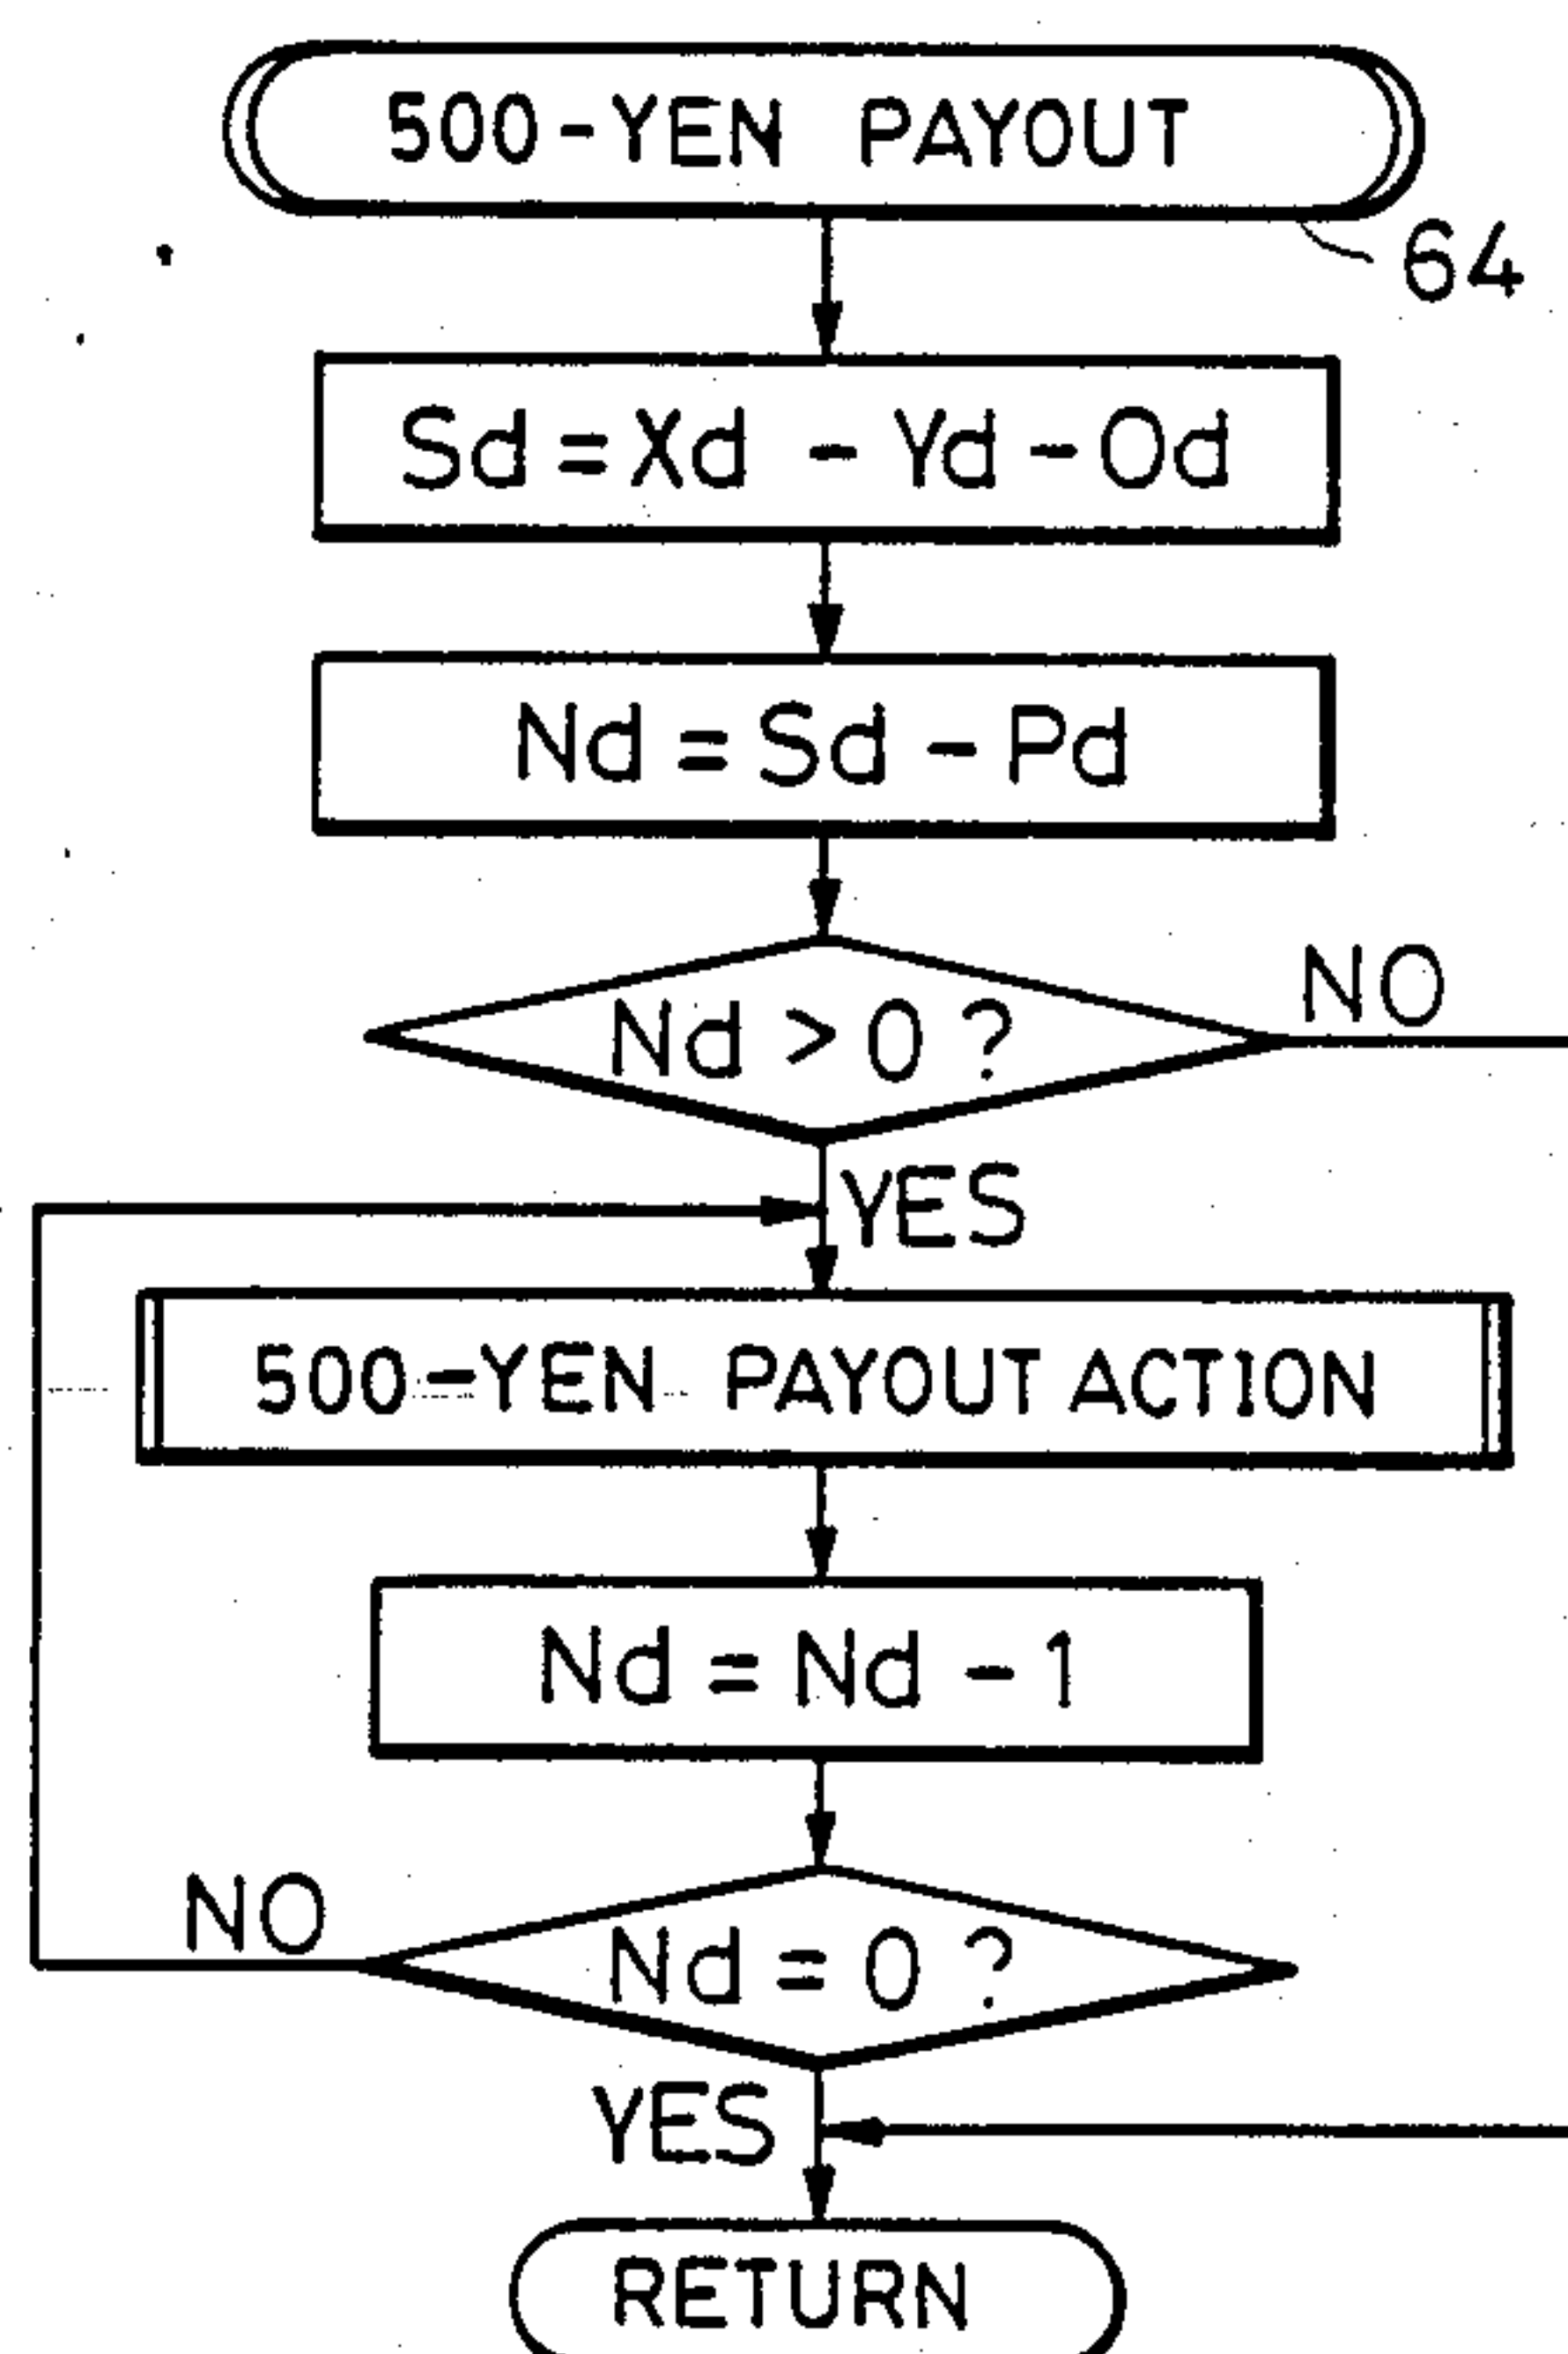 500-YEN PAYOUT
64
Sd = Xd - Yd - Od
Nd = Sd - Pd
Nd > 0 ?
NO
YES
500-YEN PAYOUT ACTION
Nd = Nd - 1
NO
Nd = 0 ?
YES
RETURN